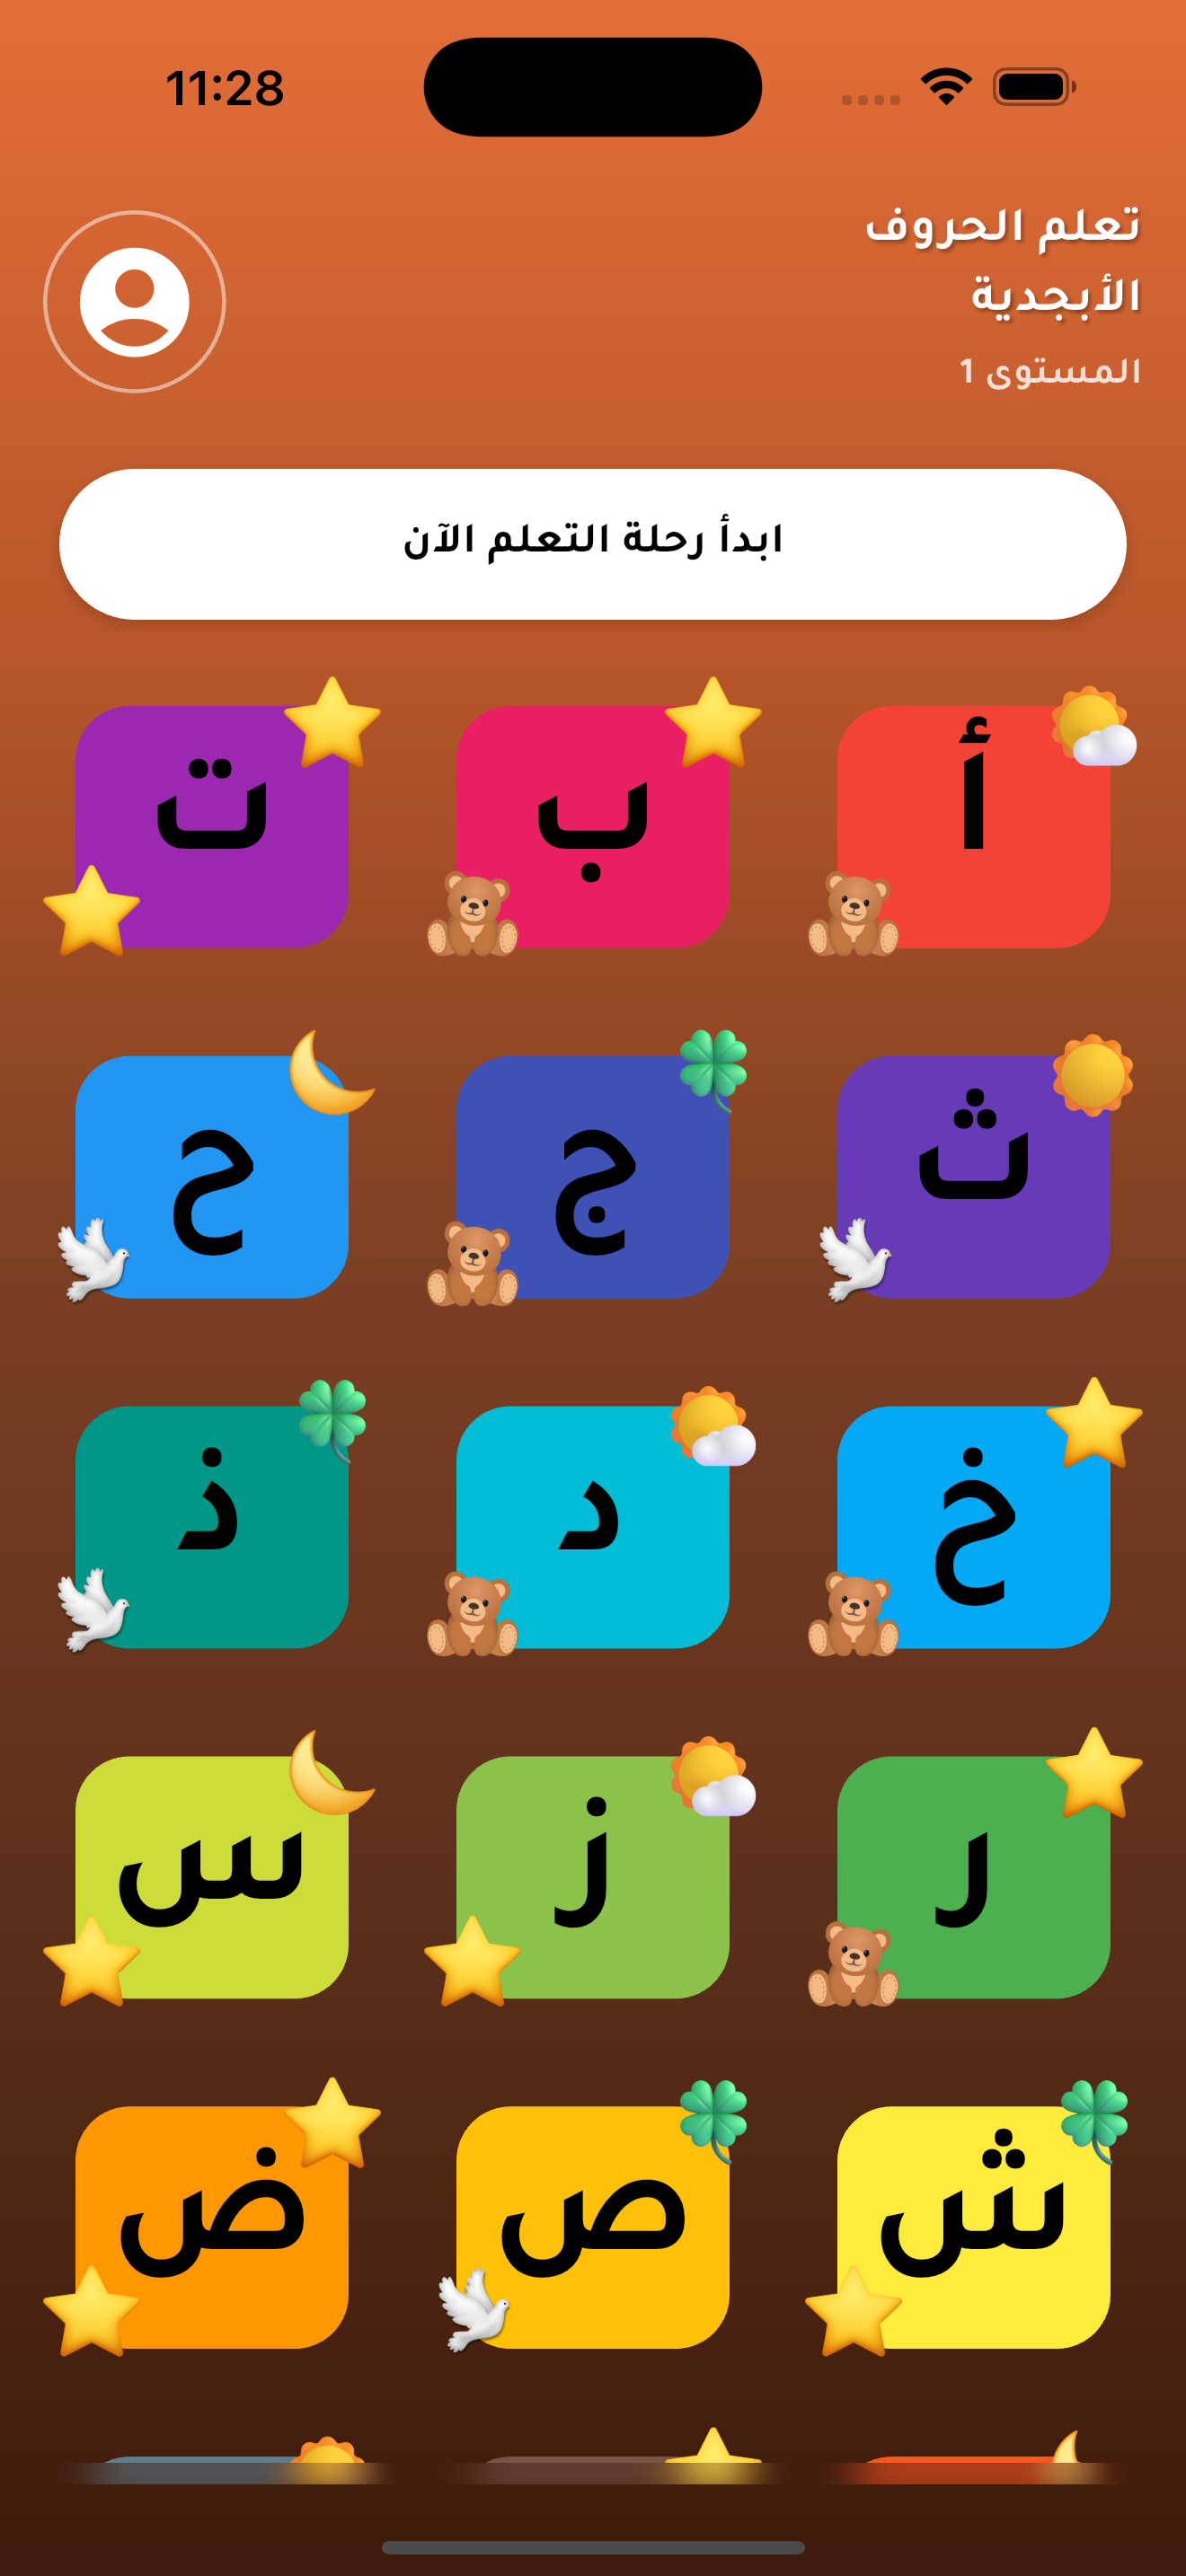 11:28
تعلم الحروف
الأبجدية
المستوى 1
ابدأ رحلة التعلم الآن
أ ب ت
ث ج ح
خ د ذ
ر ز س
ش ص ض